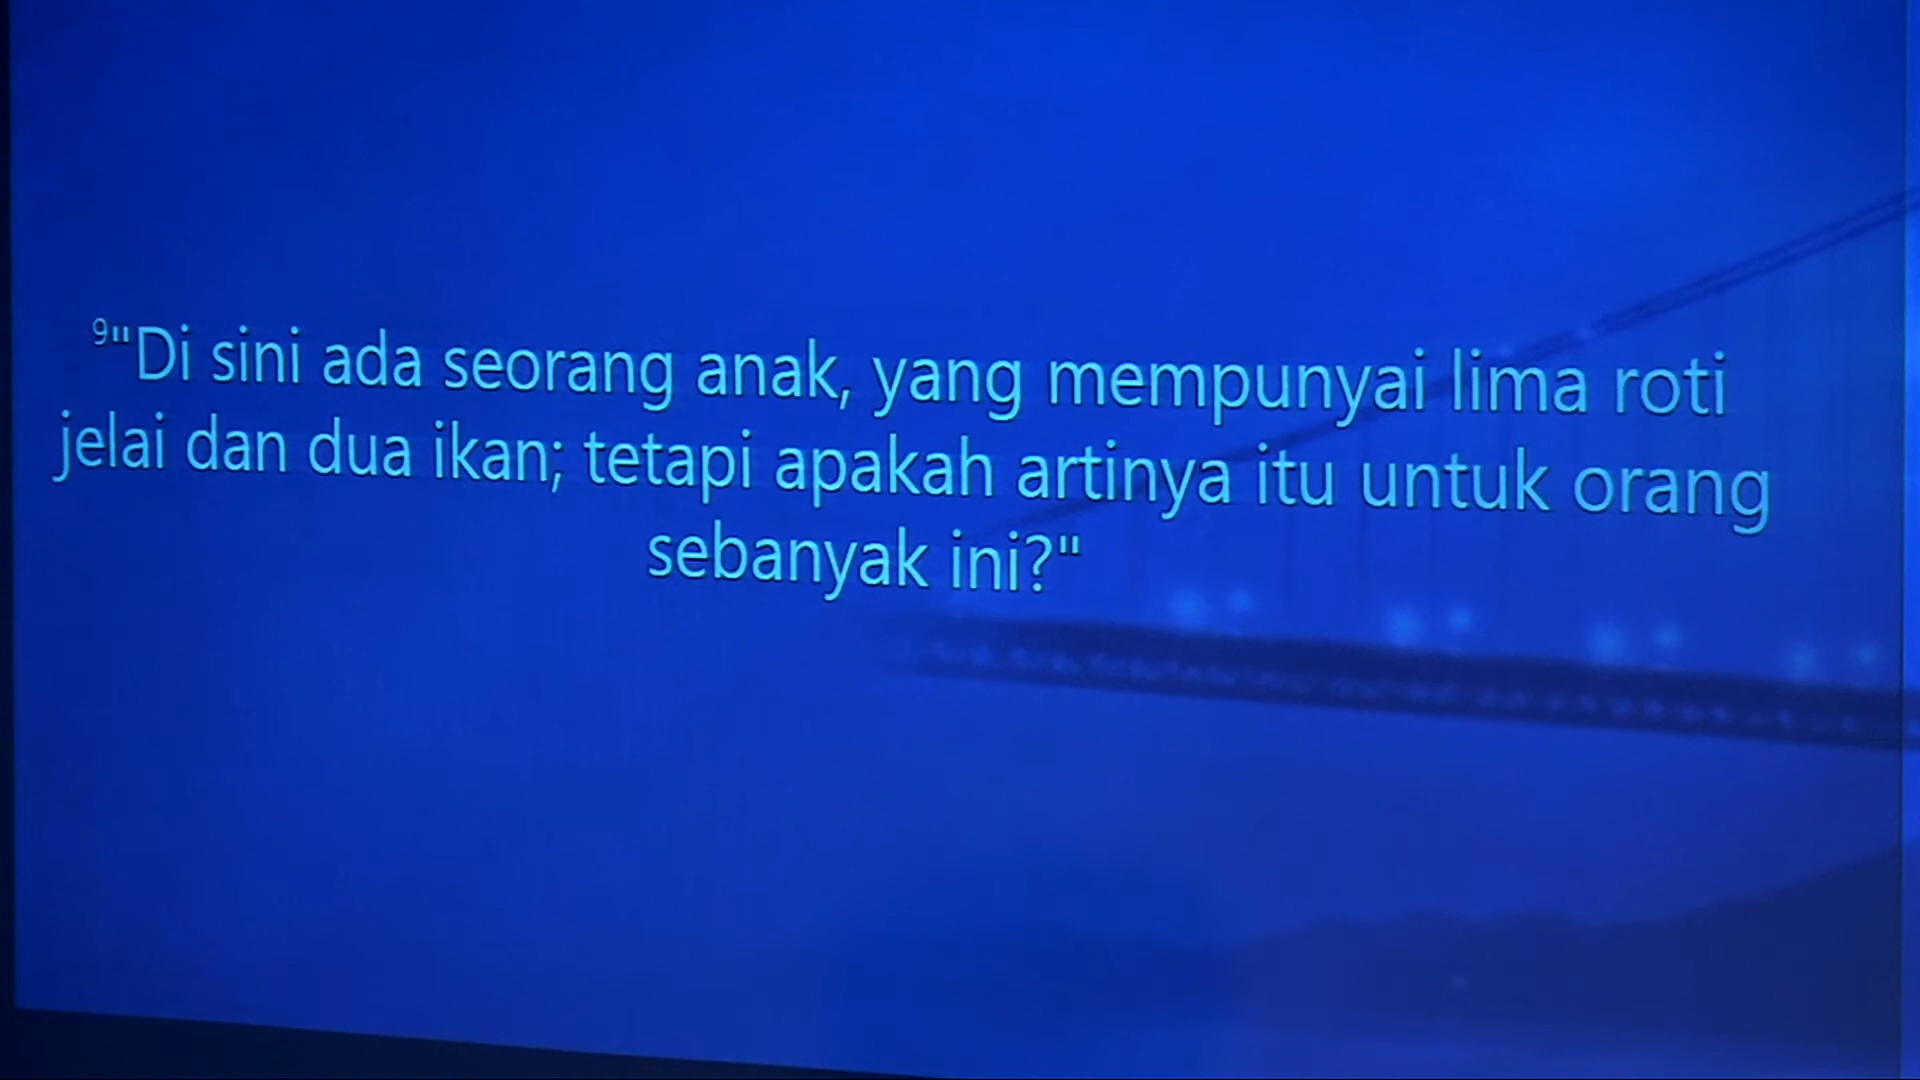 ⁹"Di sini ada seorang anak, yang mempunyai lima roti
jelai dan dua ikan; tetapi apakah artinya itu untuk orang
sebanyak ini?"